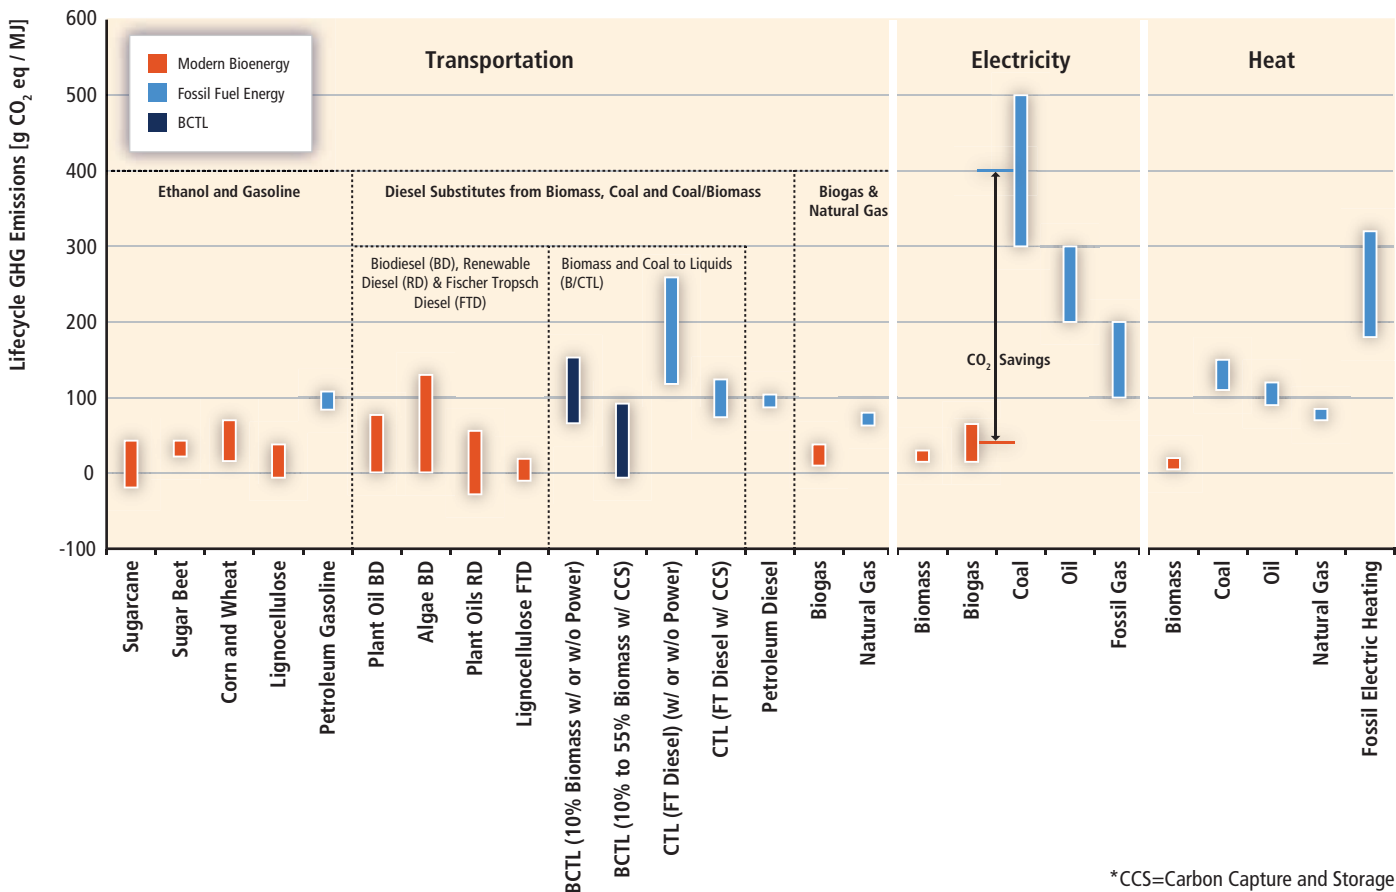 Lifecycle GHG Emissions [g CO2 eq / MJ]
600
500
400
300
200
100
0
-100
Modern Bioenergy
Fossil Fuel Energy
BCTL
Transportation
Electricity
Heat
Ethanol and Gasoline
Diesel Substitutes from Biomass, Coal and Coal/Biomass
Biogas &
Natural Gas
Biodiesel (BD), Renewable
Diesel (RD) & Fischer Tropsch
Diesel (FTD)
Biomass and Coal to Liquids
(B/CTL)
CO2 Savings
Sugarcane
Sugar Beet
Corn and Wheat
Lignocellulose
Petroleum Gasoline
Plant Oil BD
Algae BD
Plant Oils RD
Lignocellulose FTD
BCTL (10% Biomass w/ or w/o Power)
BCTL (10% to 55% Biomass w/ CCS)
CTL (FT Diesel) (w/ or w/o Power)
CTL (FT Diesel w/ CCS)
Petroleum Diesel
Biogas
Natural Gas
Biomass
Biogas
Coal
Oil
Fossil Gas
Biomass
Coal
Oil
Natural Gas
Fossil Electric Heating
*CCS=Carbon Capture and Storage